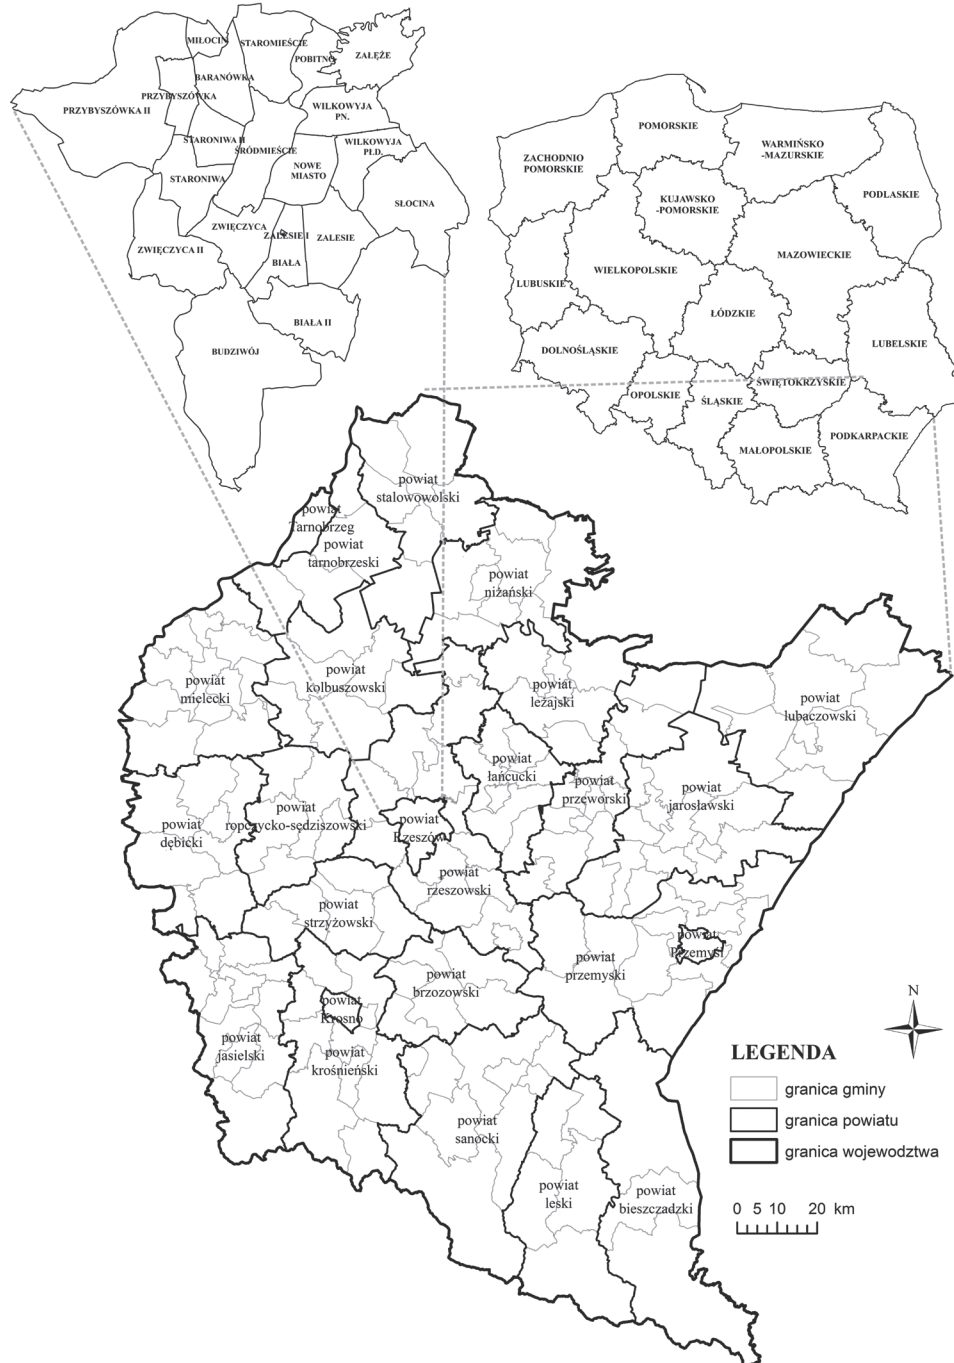 MIŁOCIN
STAROMIEŚCIE
POBITNO
ZAŁĘŻE
BARANÓWKA
PRZYBYSZÓWKA
PRZYBYSZÓWKA II
WILKOWYJA
PN.
STARONIWA II
ŚRÓDMIEŚCIE
WILKOWYJA
PŁD.
NOWE
MIASTO
STARONIWA
SŁOCINA
ZWIĘCZYCA
ZALESIE I
ZALESIE
ZWIĘCZYCA II
BIAŁA
BIAŁA II
BUDZIWÓJ
POMORSKIE
ZACHODNIO
POMORSKIE
WARMIŃSKO
-MAZURSKIE
PODLASKIE
KUJAWSKO
-POMORSKIE
MAZOWIECKIE
WIELKOPOLSKIE
LUBUSKIE
ŁÓDZKIE
DOLNOŚLĄSKIE
LUBELSKIE
OPOLSKIE
ŚLĄSKIE
ŚWIĘTOKRZYSKIE
MAŁOPOLSKIE
PODKARPACKIE
powiat
stalowowolski
powiat
Tarnobrzeg
powiat
tarnobrzeski
powiat
niżański
powiat
mielecki
powiat
kolbuszowski
powiat
leżajski
powiat
lubaczowski
powiat
łańcucki
powiat
przeworski
powiat
jarosławski
powiat
dębicki
powiat
ropczycko-sędziszowski
powiat
Rzeszów
powiat
rzeszowski
powiat
strzyżowski
powiat
przemyski
powiat
Przemyśl
powiat
brzozowski
powiat
Krosno
powiat
jasielski
powiat
krośnieński
powiat
sanocki
powiat
leski
powiat
bieszczadzki
N
LEGENDA
granica gminy
granica powiatu
granica wojewodztwa
0 5 10 20 km